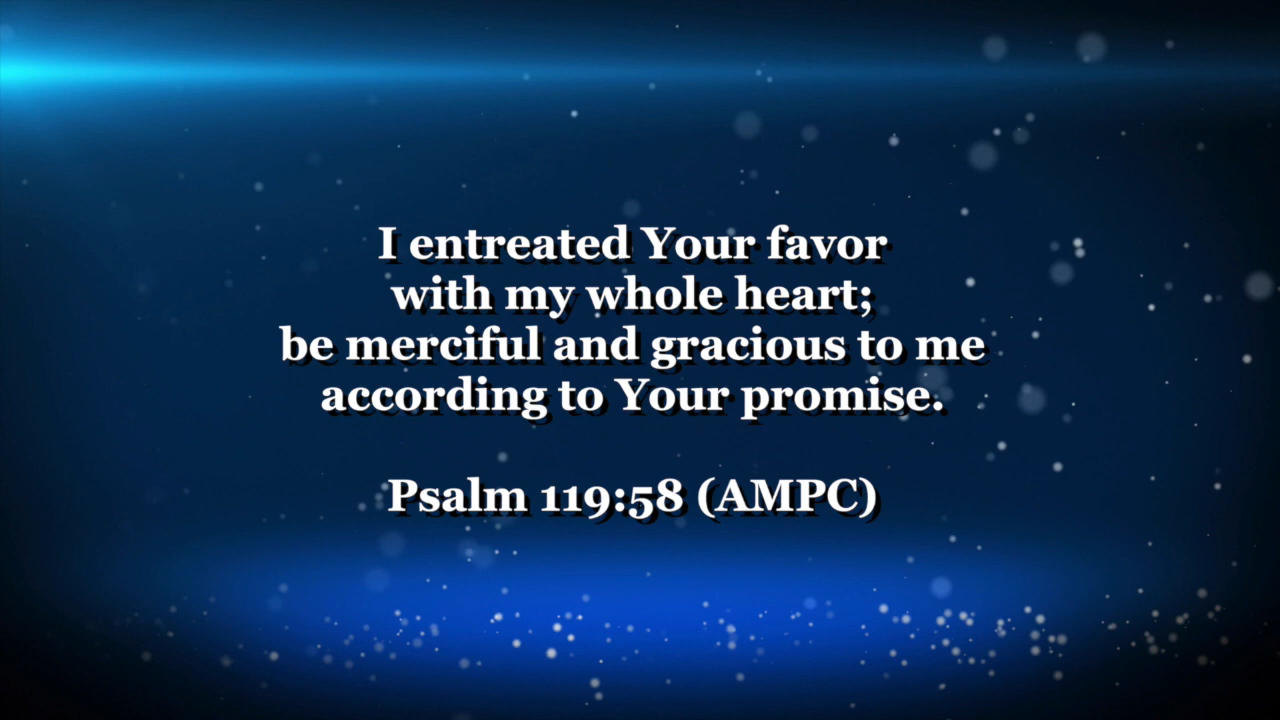 I entreated Your favor
with my whole heart;
be merciful and gracious to me
according to Your promise.
Psalm 119:58 (AMPC)